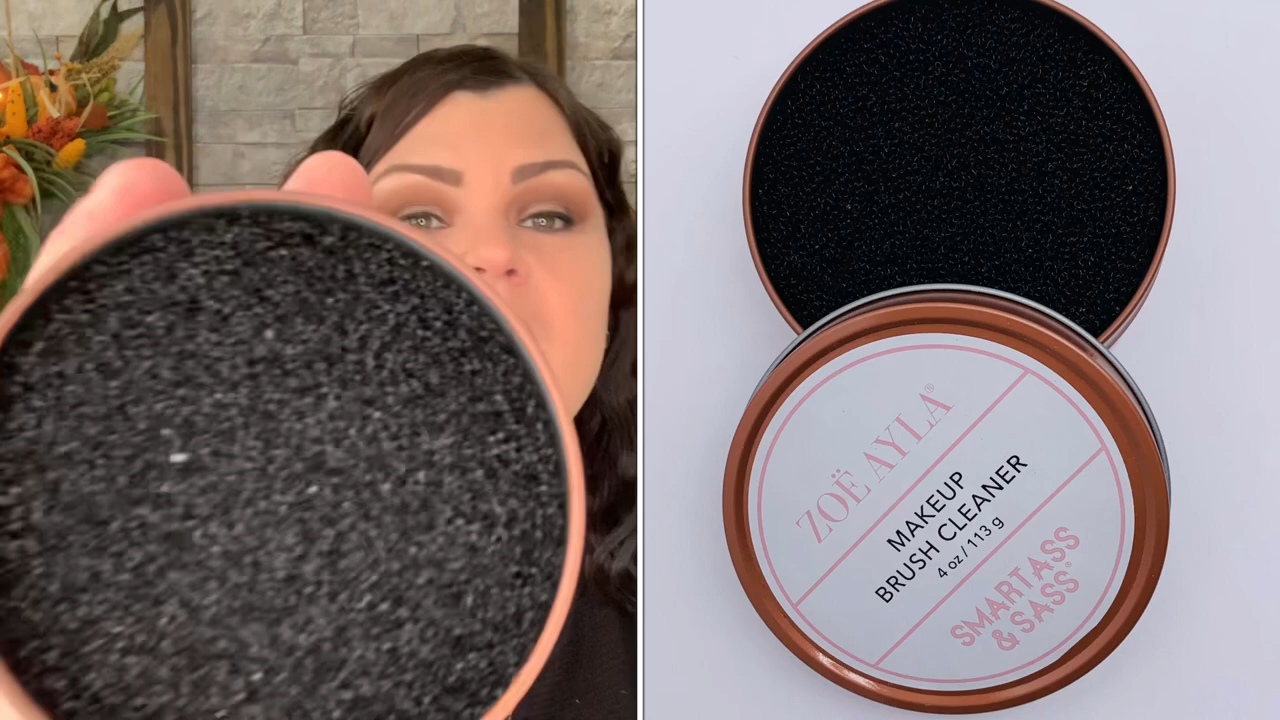 ZOË AYLA®
MAKEUP
BRUSH CLEANER
4 oz / 113 g
SMARTASS
& SASS®